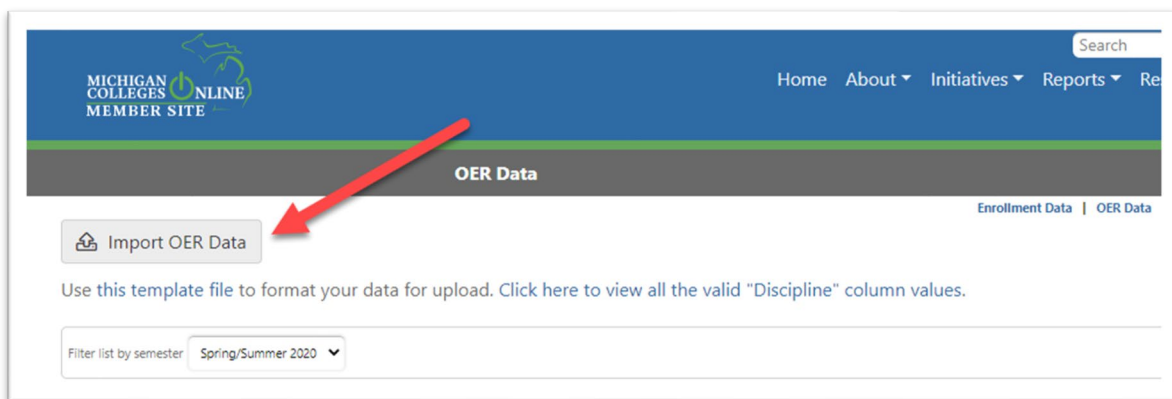 Search
MICHIGAN
COLLEGES ONLINE
MEMBER SITE
Home About Initiatives Reports
OER Data
Enrollment Data | OER Data
Import OER Data
Use this template file to format your data for upload. Click here to view all the valid "Discipline" column values.
Filter list by semester Spring/Summer 2020